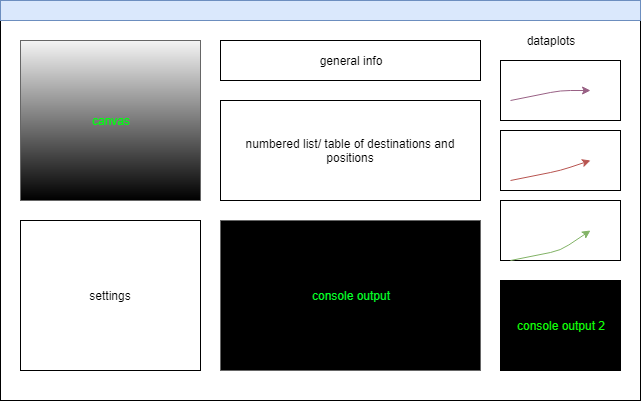 dataplots
general info
canvas
numbered list/ table of destinations and
positions
settings
console output
console output 2